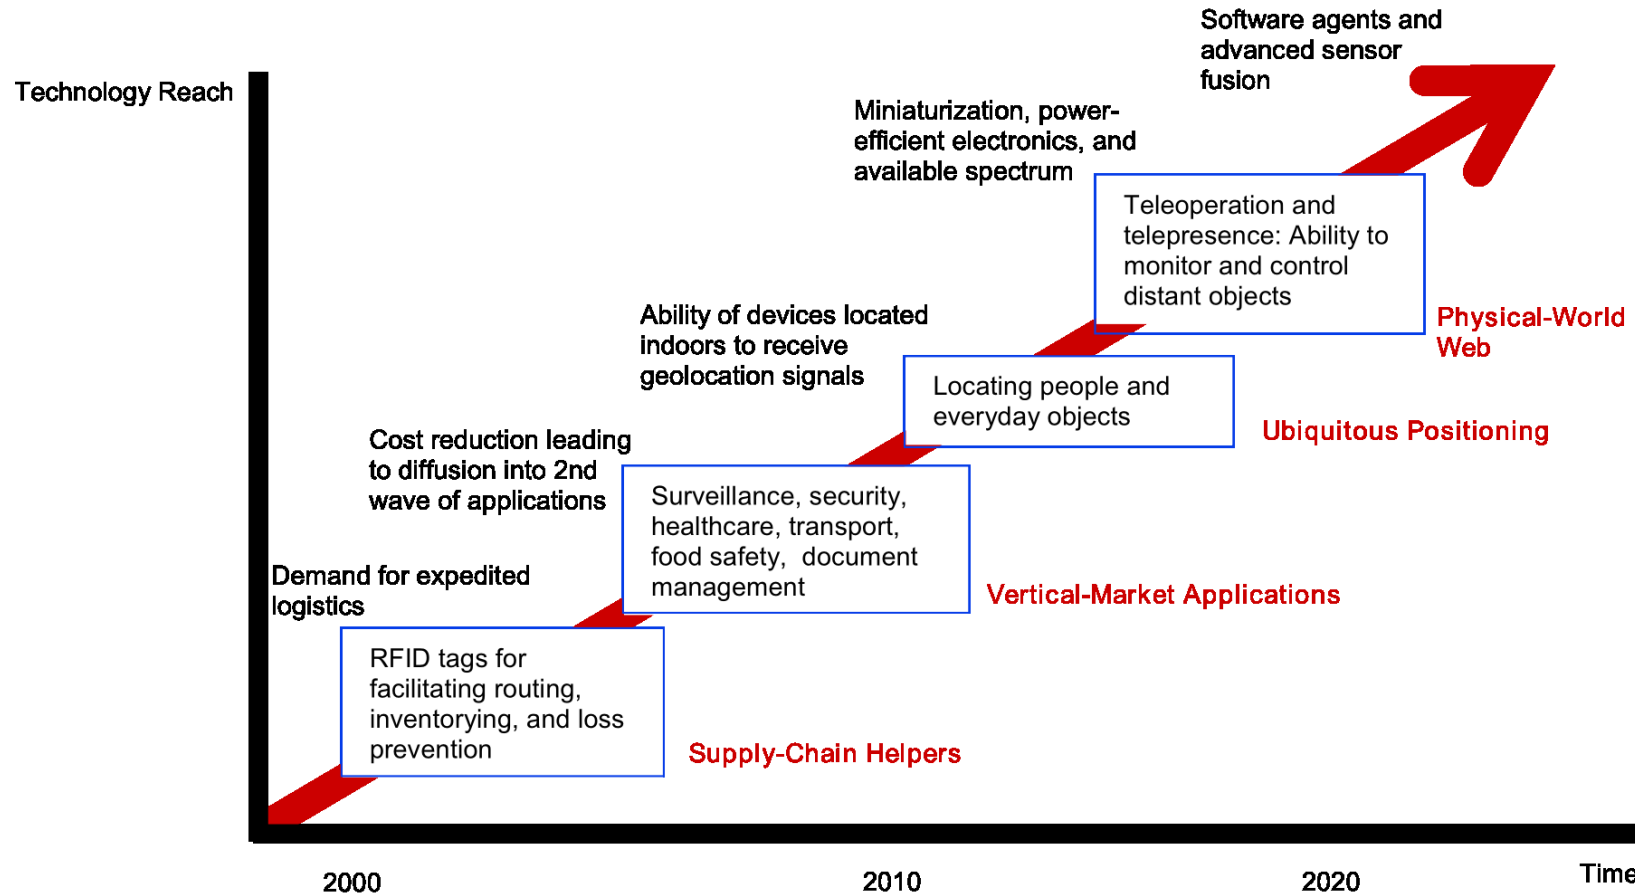 Software agents and
advanced sensor
fusion
Technology Reach
Miniaturization, power-
efficient electronics, and
available spectrum
Teleoperation and
telepresence: Ability to
monitor and control
distant objects
Physical-World
Web
Ability of devices located
indoors to receive
geolocation signals
Locating people and
everyday objects
Ubiquitous Positioning
Cost reduction leading
to diffusion into 2nd
wave of applications
Surveillance, security,
healthcare, transport,
food safety, document
management
Vertical-Market Applications
Demand for expedited
logistics
RFID tags for
facilitating routing,
inventorying, and loss
prevention
Supply-Chain Helpers
2000
2010
2020
Time